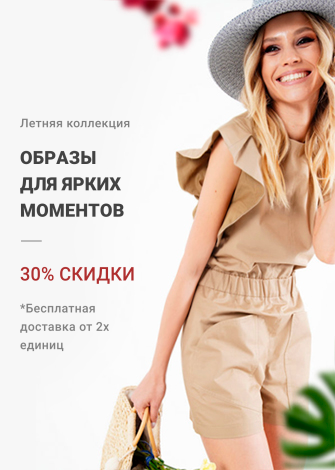 Летняя коллекция
ОБРАЗЫ
ДЛЯ ЯРКИХ
МОМЕНТОВ
30% СКИДКИ
*Бесплатная
доставка от 2х
единиц